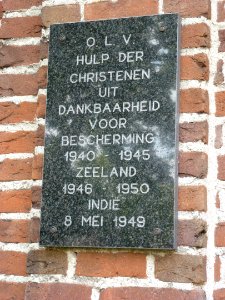 O L V
HULP DER
CHRISTENEN
UIT
DANKBAARHEID
VOOR
BESCHERMING
1940 - 1945
ZEELAND
1946 - 1950
INDIË
8 MEI 1949